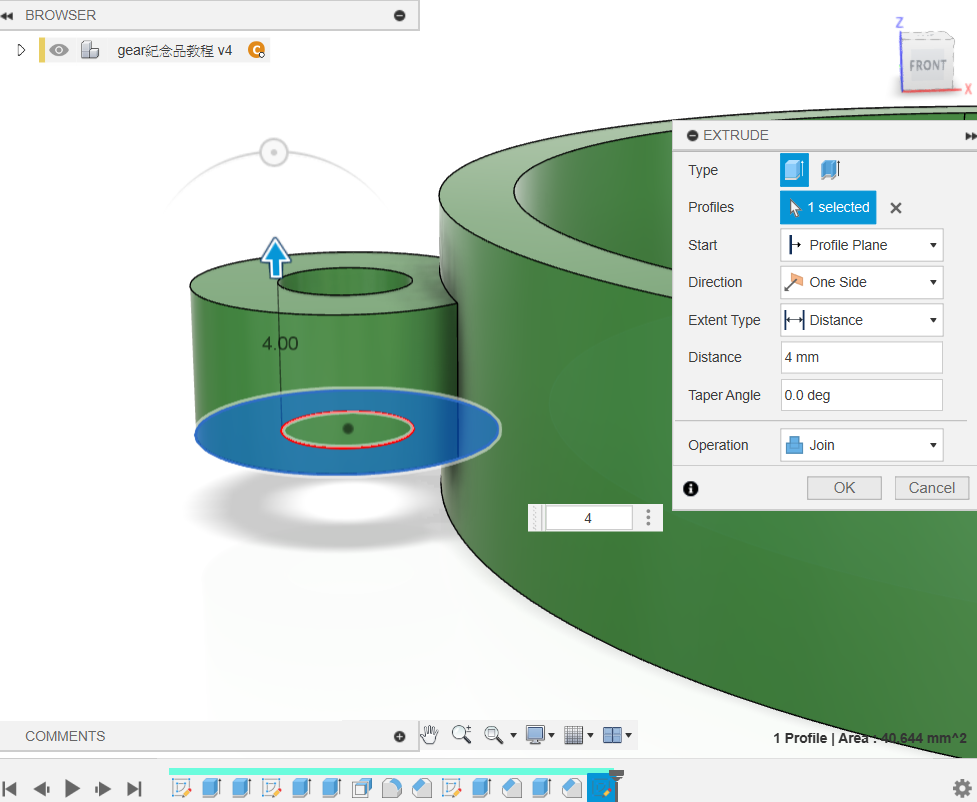 BROWSER
gear紀念品教程 v4
Z
FRONT
X
EXTRUDE
Type
Profiles 1 selected
Start Profile Plane
Direction One Side
Extent Type Distance
Distance 4 mm
Taper Angle 0.0 deg
Operation Join
OK Cancel
4.00
4
COMMENTS
1 Profile | Area : 40.644 mm^2